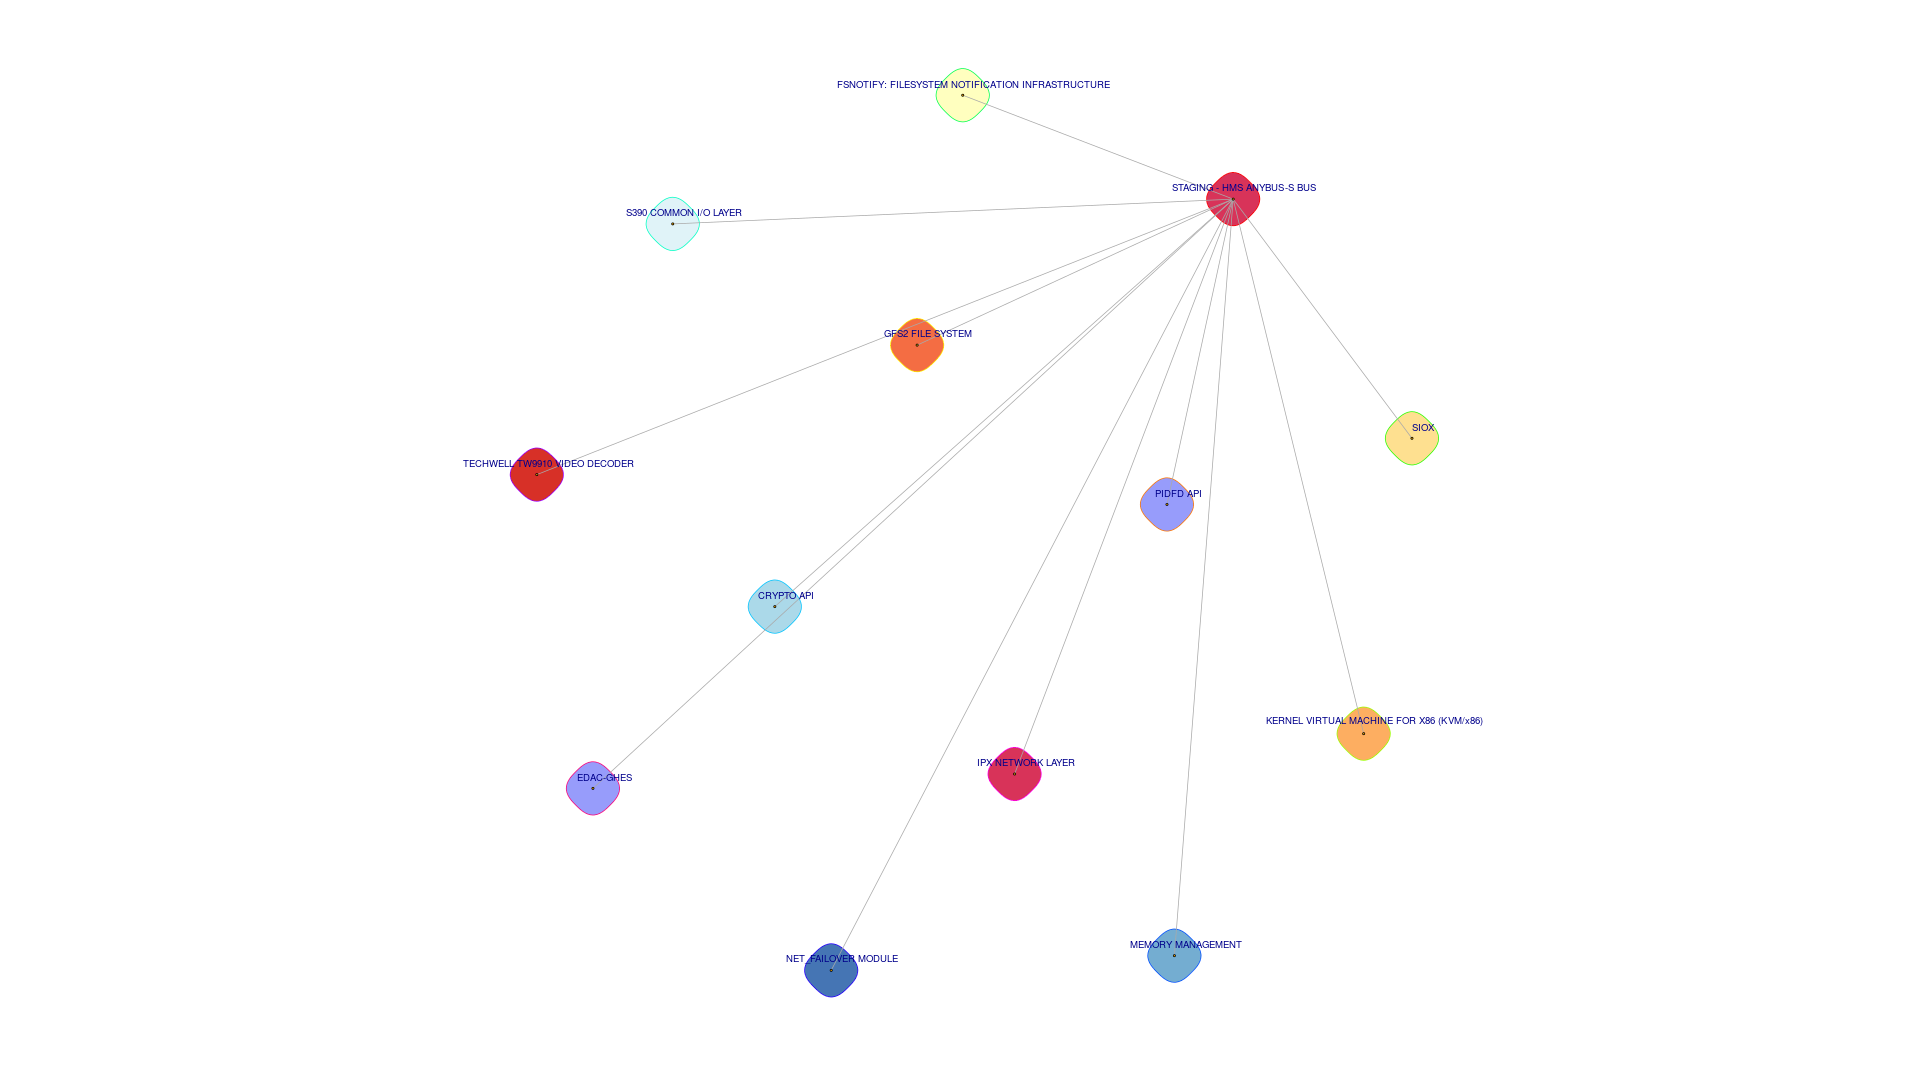 FSNOTIFY: FILESYSTEM NOTIFICATION INFRASTRUCTURE
STAGING - HMS ANYBUS-S BUS
S390 COMMON I/O LAYER
GFS2 FILE SYSTEM
SIOX
TECHWELL TW9910 VIDEO DECODER
PIDFD API
CRYPTO API
KERNEL VIRTUAL MACHINE FOR X86 (KVM/x86)
IPX NETWORK LAYER
EDAC-GHES
MEMORY MANAGEMENT
NET_FAILOVER MODULE